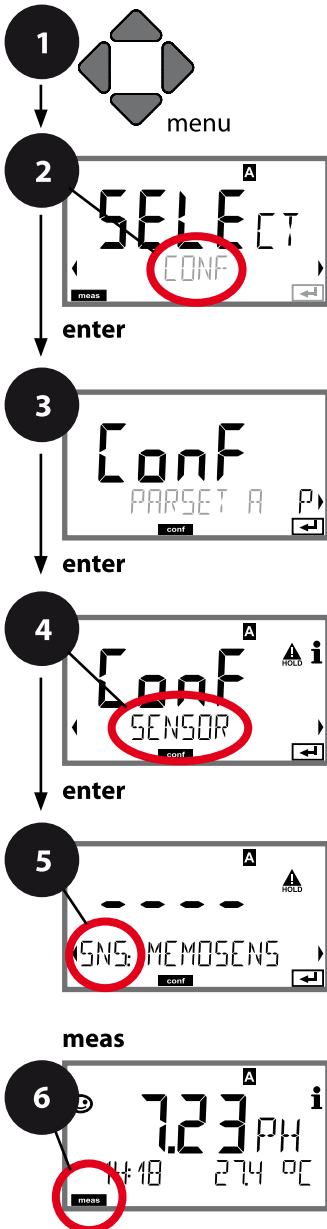 1
menu
2
A
SELECT
CONF
meas
enter
3
ConF
PARSET A P
conf
enter
4
A
ConF
HOLD
i
SENSOR
conf
enter
5
A
HOLD
----
SNS: MEMOSENS
conf
meas
6
A
i
7.23 PH
14:18 27.4 °C
meas